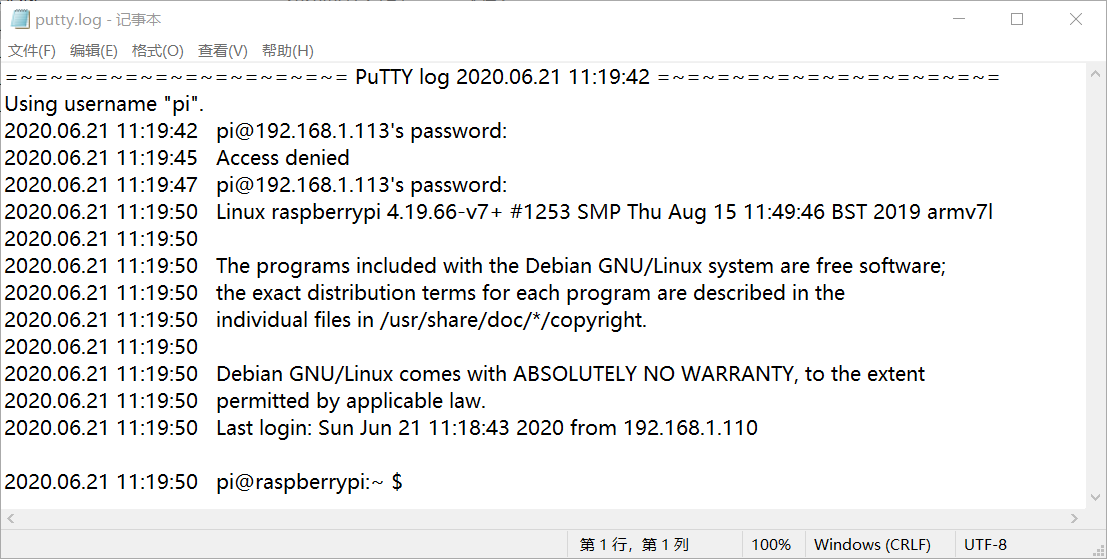 putty.log - 记事本
文件(F) 编辑(E) 格式(O) 查看(V) 帮助(H)
=~=~=~=~=~=~=~=~=~=~=~= PuTTY log 2020.06.21 11:19:42 =~=~=~=~=~=~=~=~=~=~=~=
Using username "pi".
2020.06.21 11:19:42 pi@192.168.1.113's password:
2020.06.21 11:19:45 Access denied
2020.06.21 11:19:47 pi@192.168.1.113's password:
2020.06.21 11:19:50 Linux raspberrypi 4.19.66-v7+ #1253 SMP Thu Aug 15 11:49:46 BST 2019 armv7l
2020.06.21 11:19:50
2020.06.21 11:19:50 The programs included with the Debian GNU/Linux system are free software;
2020.06.21 11:19:50 the exact distribution terms for each program are described in the
2020.06.21 11:19:50 individual files in /usr/share/doc/*/copyright.
2020.06.21 11:19:50
2020.06.21 11:19:50 Debian GNU/Linux comes with ABSOLUTELY NO WARRANTY, to the extent
2020.06.21 11:19:50 permitted by applicable law.
2020.06.21 11:19:50 Last login: Sun Jun 21 11:18:43 2020 from 192.168.1.110
2020.06.21 11:19:50 pi@raspberrypi:~ $
第 1 行，第 1 列 100% Windows (CRLF) UTF-8